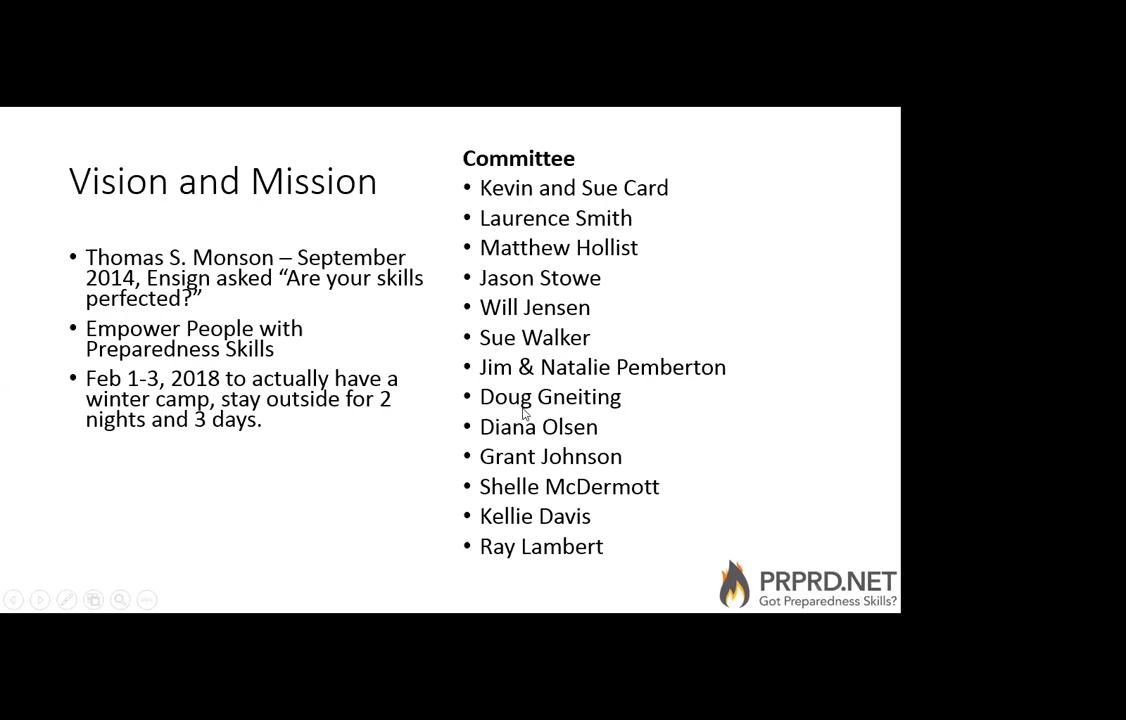 Vision and Mission
• Thomas S. Monson – September
2014, Ensign asked “Are your skills
perfected?”
• Empower People with
Preparedness Skills
• Feb 1-3, 2018 to actually have a
winter camp, stay outside for 2
nights and 3 days.
Committee
• Kevin and Sue Card
• Laurence Smith
• Matthew Hollist
• Jason Stowe
• Will Jensen
• Sue Walker
• Jim & Natalie Pemberton
• Doug Gneiting
• Diana Olsen
• Grant Johnson
• Shelle McDermott
• Kellie Davis
• Ray Lambert
PRPRD.NET
Got Preparedness Skills?